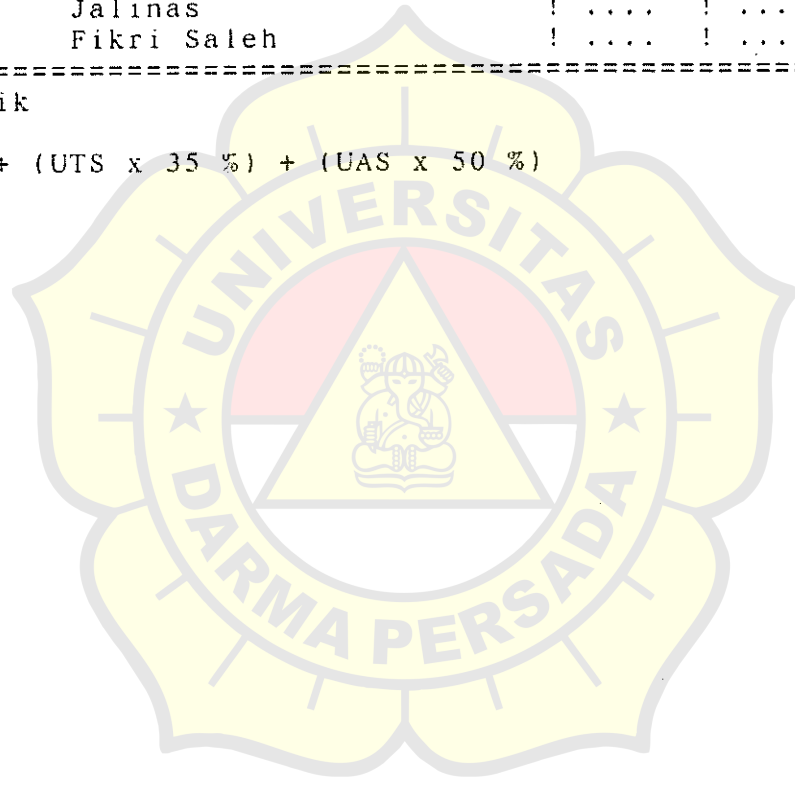 Jalinas ! .... ! ...
Fikri Saleh ! .... ! ...
=============================================
ik
+ (UTS x 35 %) + (UAS x 50 %)
UNIVERSITAS
DARMA PERSADA